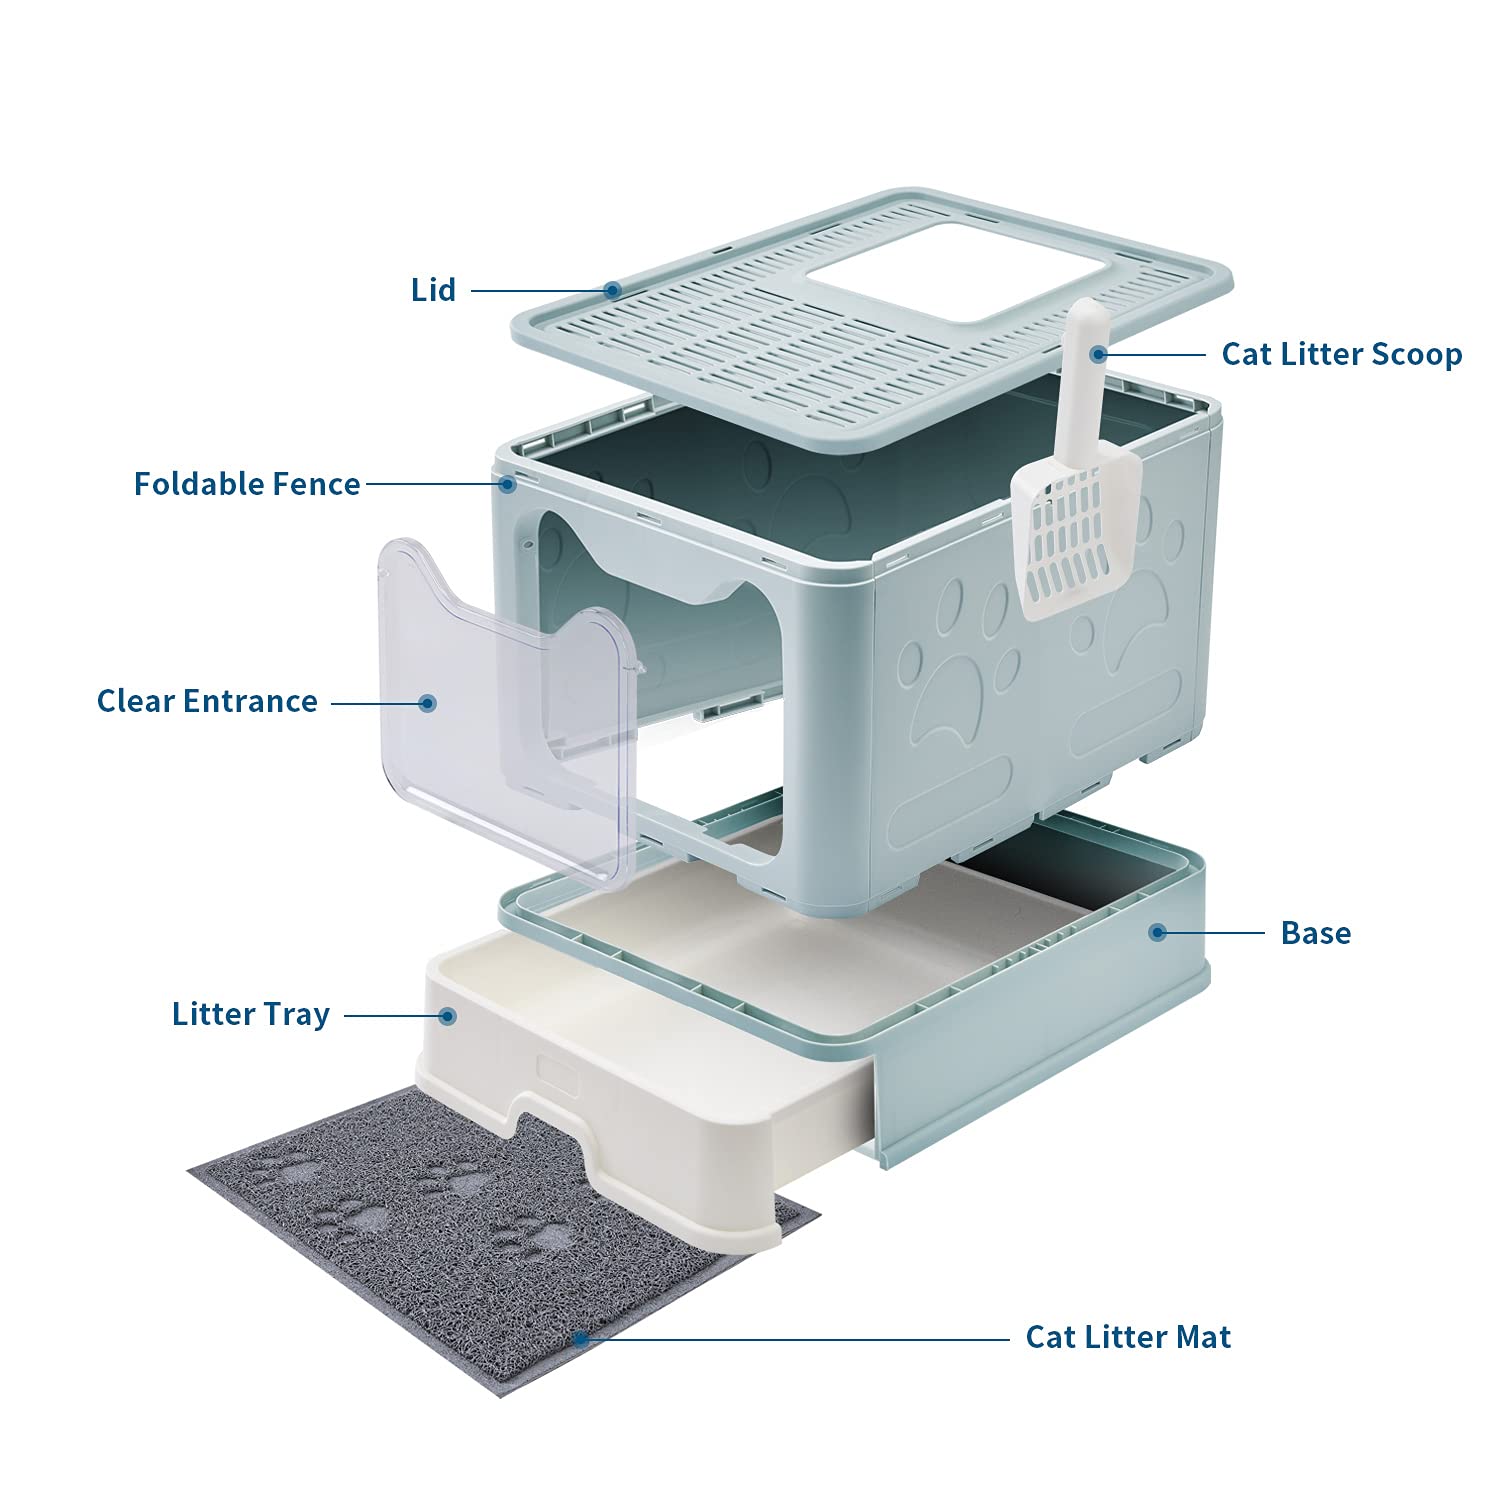 Lid
Cat Litter Scoop
Foldable Fence
Clear Entrance
Base
Litter Tray
Cat Litter Mat